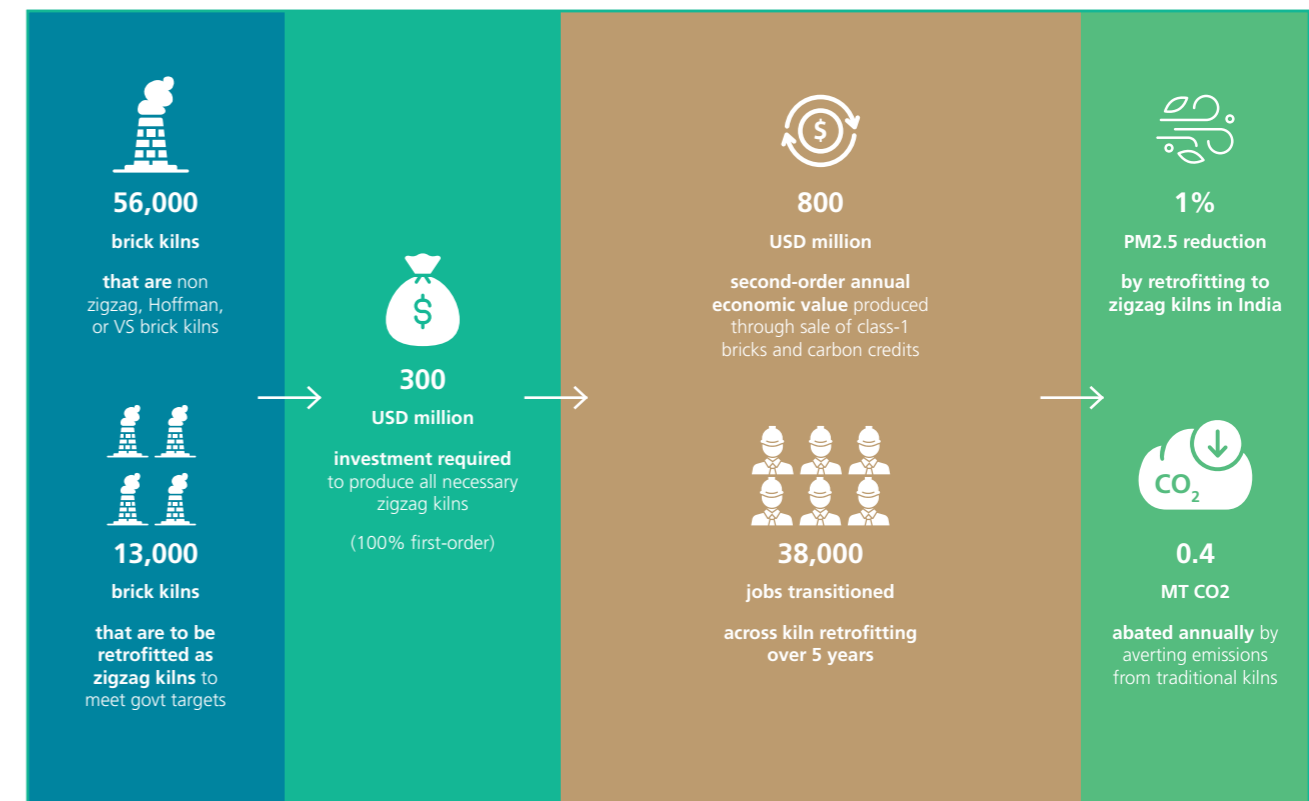 56,000
brick kilns
that are non
zigzag, Hoffman,
or VS brick kilns
13,000
brick kilns
that are to be
retrofitted as
zigzag kilns to
meet govt targets
$
300
USD million
investment required
to produce all necessary
zigzag kilns
(100% first-order)
$
800
USD million
second-order annual
economic value produced
through sale of class-1
bricks and carbon credits
38,000
jobs transitioned
across kiln retrofitting
over 5 years
1%
PM2.5 reduction
by retrofitting to
zigzag kilns in India
CO2
0.4
MT CO2
abated annually by
averting emissions
from traditional kilns